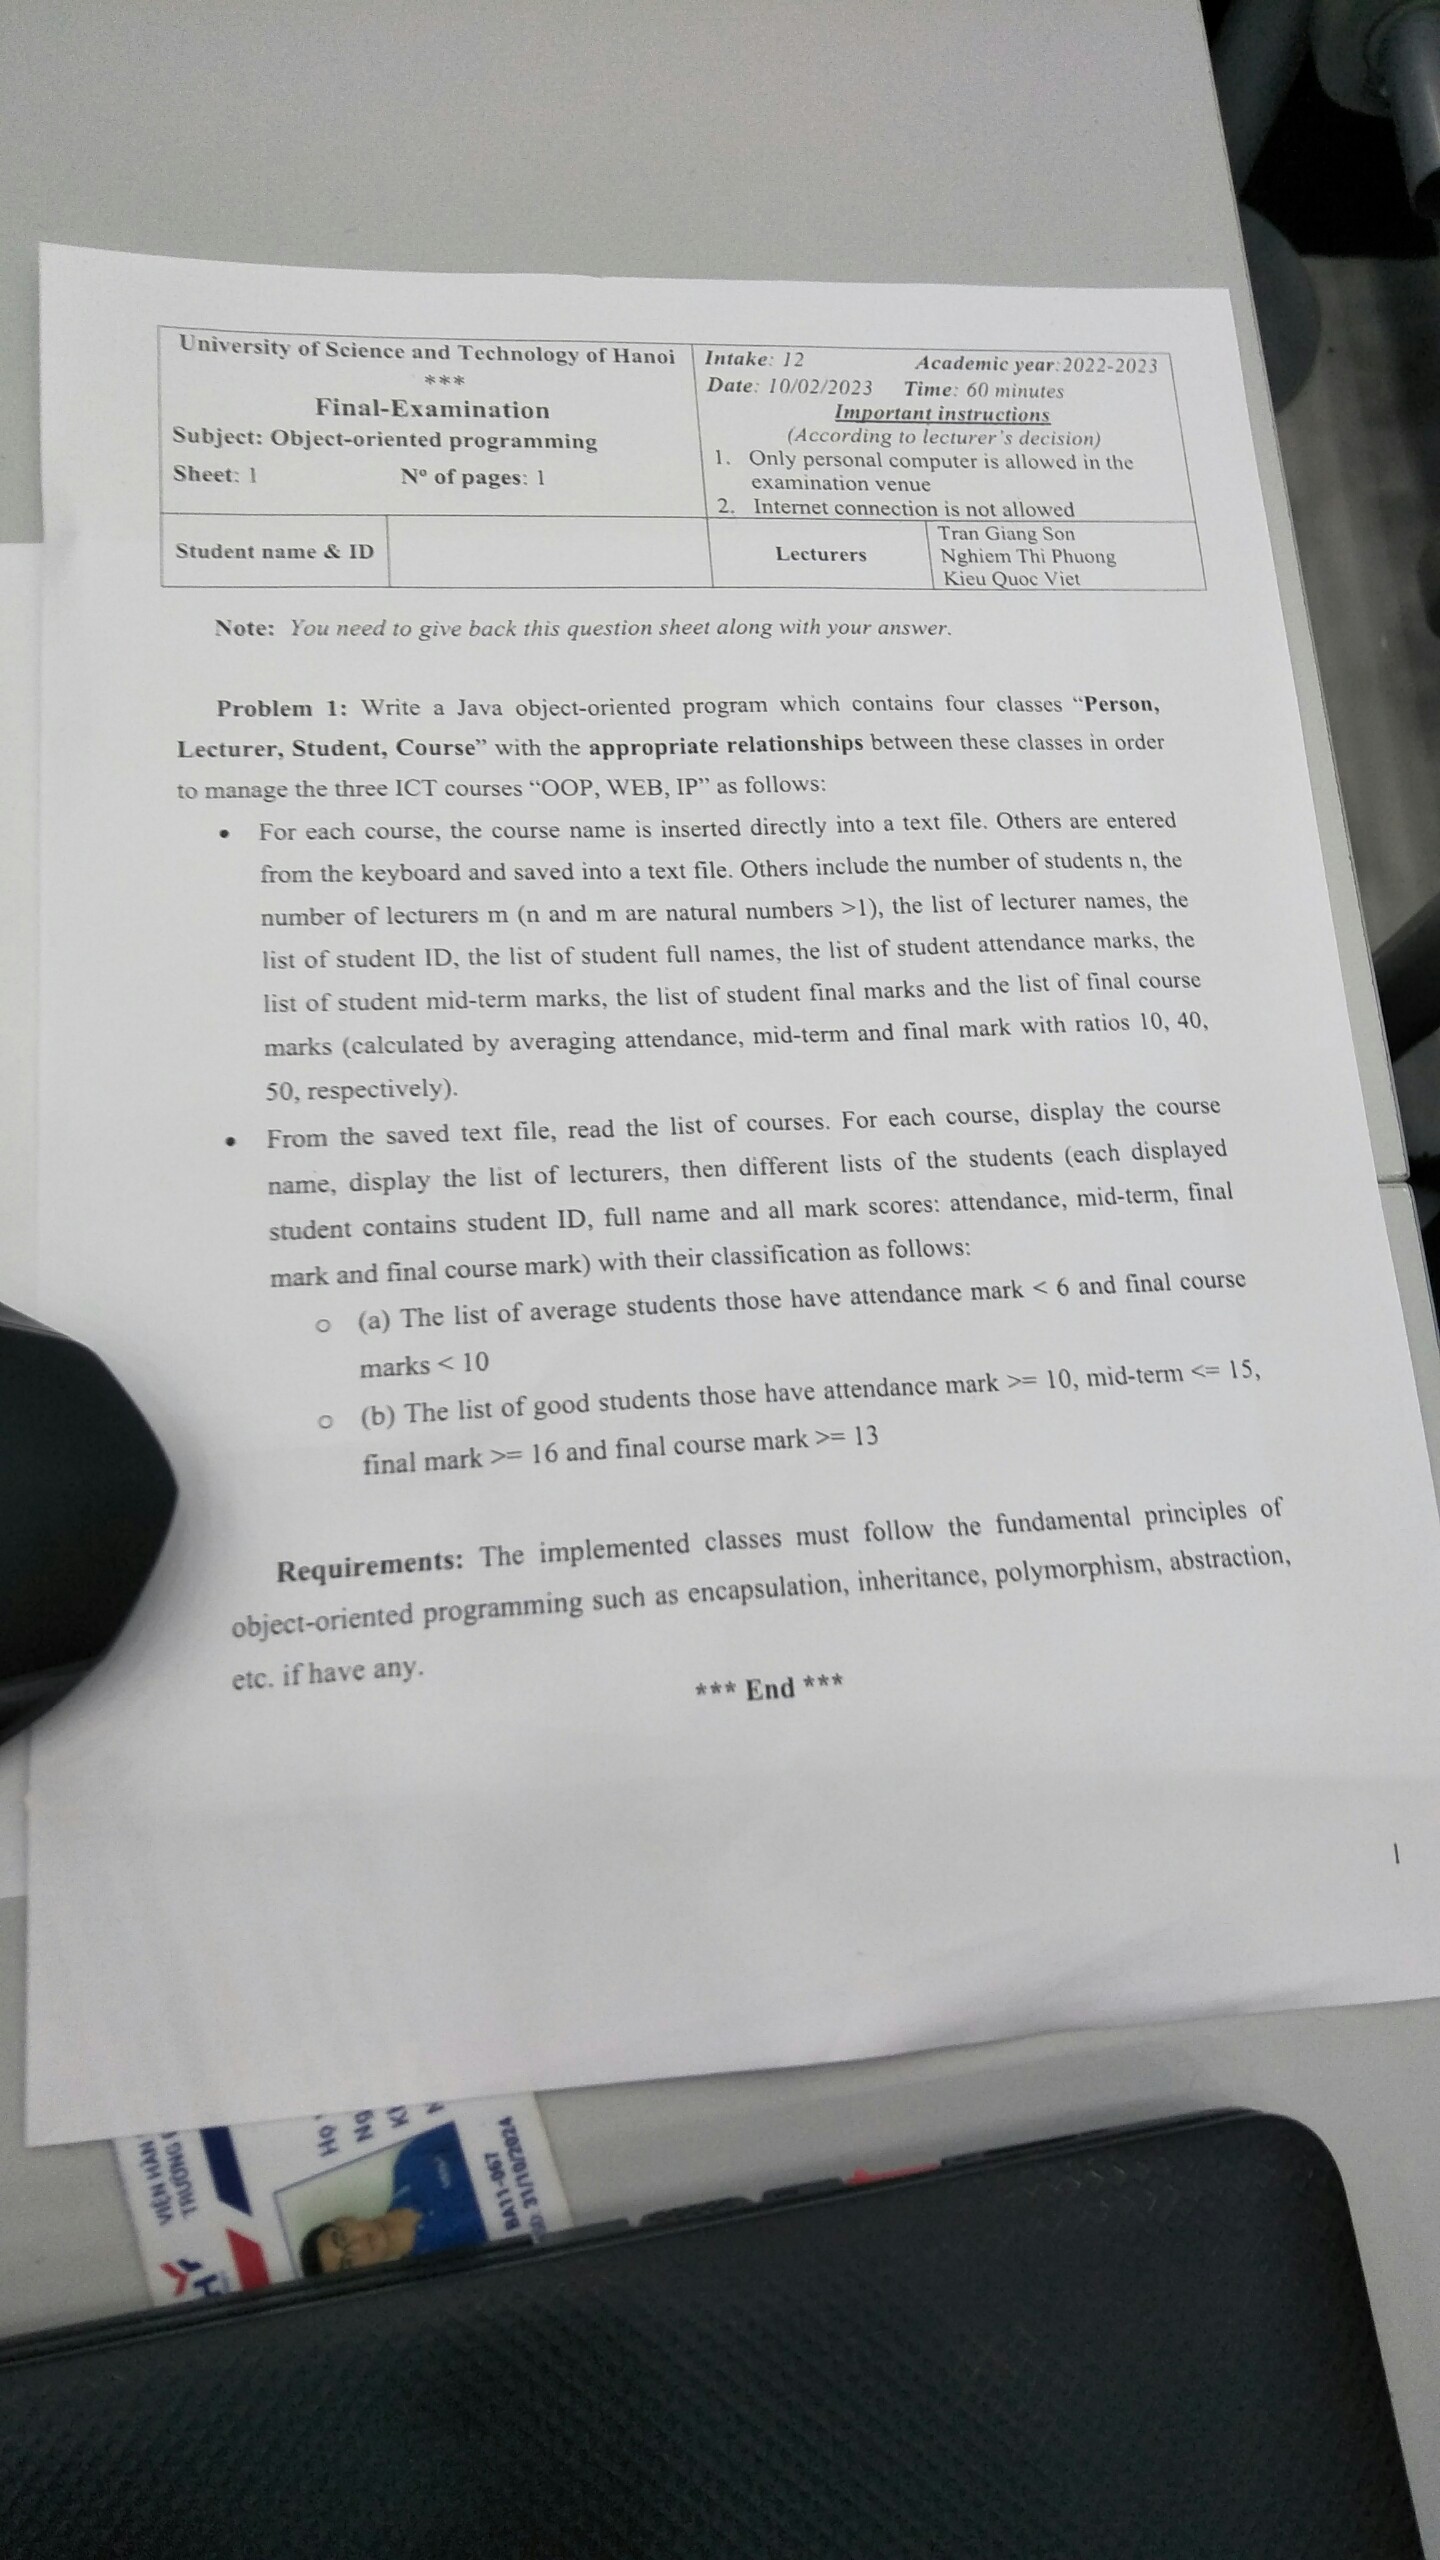 University of Science and Technology of Hanoi
***
Final-Examination
Subject: Object-oriented programming
Sheet: 1 Nº of pages: 1
Intake: 12 Academic year:2022-2023
Date: 10/02/2023 Time: 60 minutes
Important instructions
(According to lecturer's decision)
1. Only personal computer is allowed in the
examination venue
2. Internet connection is not allowed
Student name & ID
Lecturers
Tran Giang Son
Nghiem Thi Phuong
Kieu Quoc Viet
Note: You need to give back this question sheet along with your answer.
Problem 1: Write a Java object-oriented program which contains four classes “Person,
Lecturer, Student, Course” with the appropriate relationships between these classes in order
to manage the three ICT courses “OOP, WEB, IP” as follows:
• For each course, the course name is inserted directly into a text file. Others are entered
from the keyboard and saved into a text file. Others include the number of students n, the
number of lecturers m (n and m are natural numbers >1), the list of lecturer names, the
list of student ID, the list of student full names, the list of student attendance marks, the
list of student mid-term marks, the list of student final marks and the list of final course
marks (calculated by averaging attendance, mid-term and final mark with ratios 10, 40,
50, respectively).
• From the saved text file, read the list of courses. For each course, display the course
name, display the list of lecturers, then different lists of the students (each displayed
student contains student ID, full name and all mark scores: attendance, mid-term, final
mark and final course mark) with their classification as follows:
o (a) The list of average students those have attendance mark < 6 and final course
marks < 10
o (b) The list of good students those have attendance mark >= 10, mid-term <= 15,
final mark >= 16 and final course mark >= 13
Requirements: The implemented classes must follow the fundamental principles of
object-oriented programming such as encapsulation, inheritance, polymorphism, abstraction,
etc. if have any.
*** End ***
1
VIỆN HÀN
TRƯỜNG
BA11-067
31/10/2024